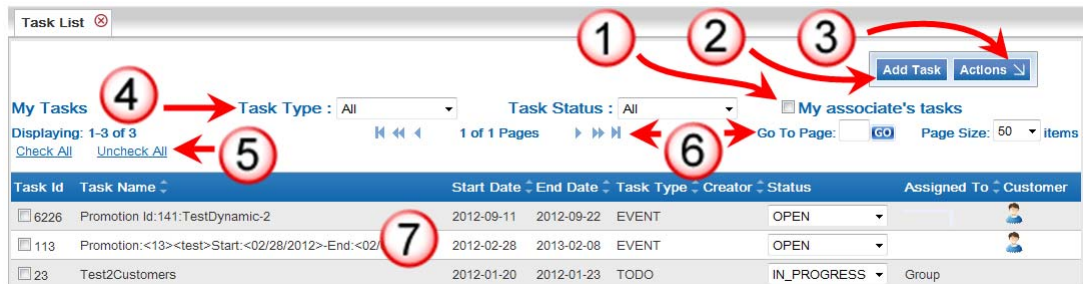 Task List
1 2 3
Add Task Actions
My Tasks 4 Task Type : All Task Status : All My associate's tasks
Displaying: 1-3 of 3 1 of 1 Pages 6 Go To Page: GO Page Size: 50 items
Check All Uncheck All 5
Task Id Task Name Start Date End Date Task Type Creator Status Assigned To Customer
6226 Promotion Id:141:TestDynamic-2 2012-09-11 2012-09-22 EVENT OPEN
113 Promotion:<13><test>Start:<02/28/2012>-End:<02/ 7 2012-02-28 2013-02-08 EVENT OPEN
23 Test2Customers 2012-01-20 2012-01-23 TODO IN_PROGRESS Group